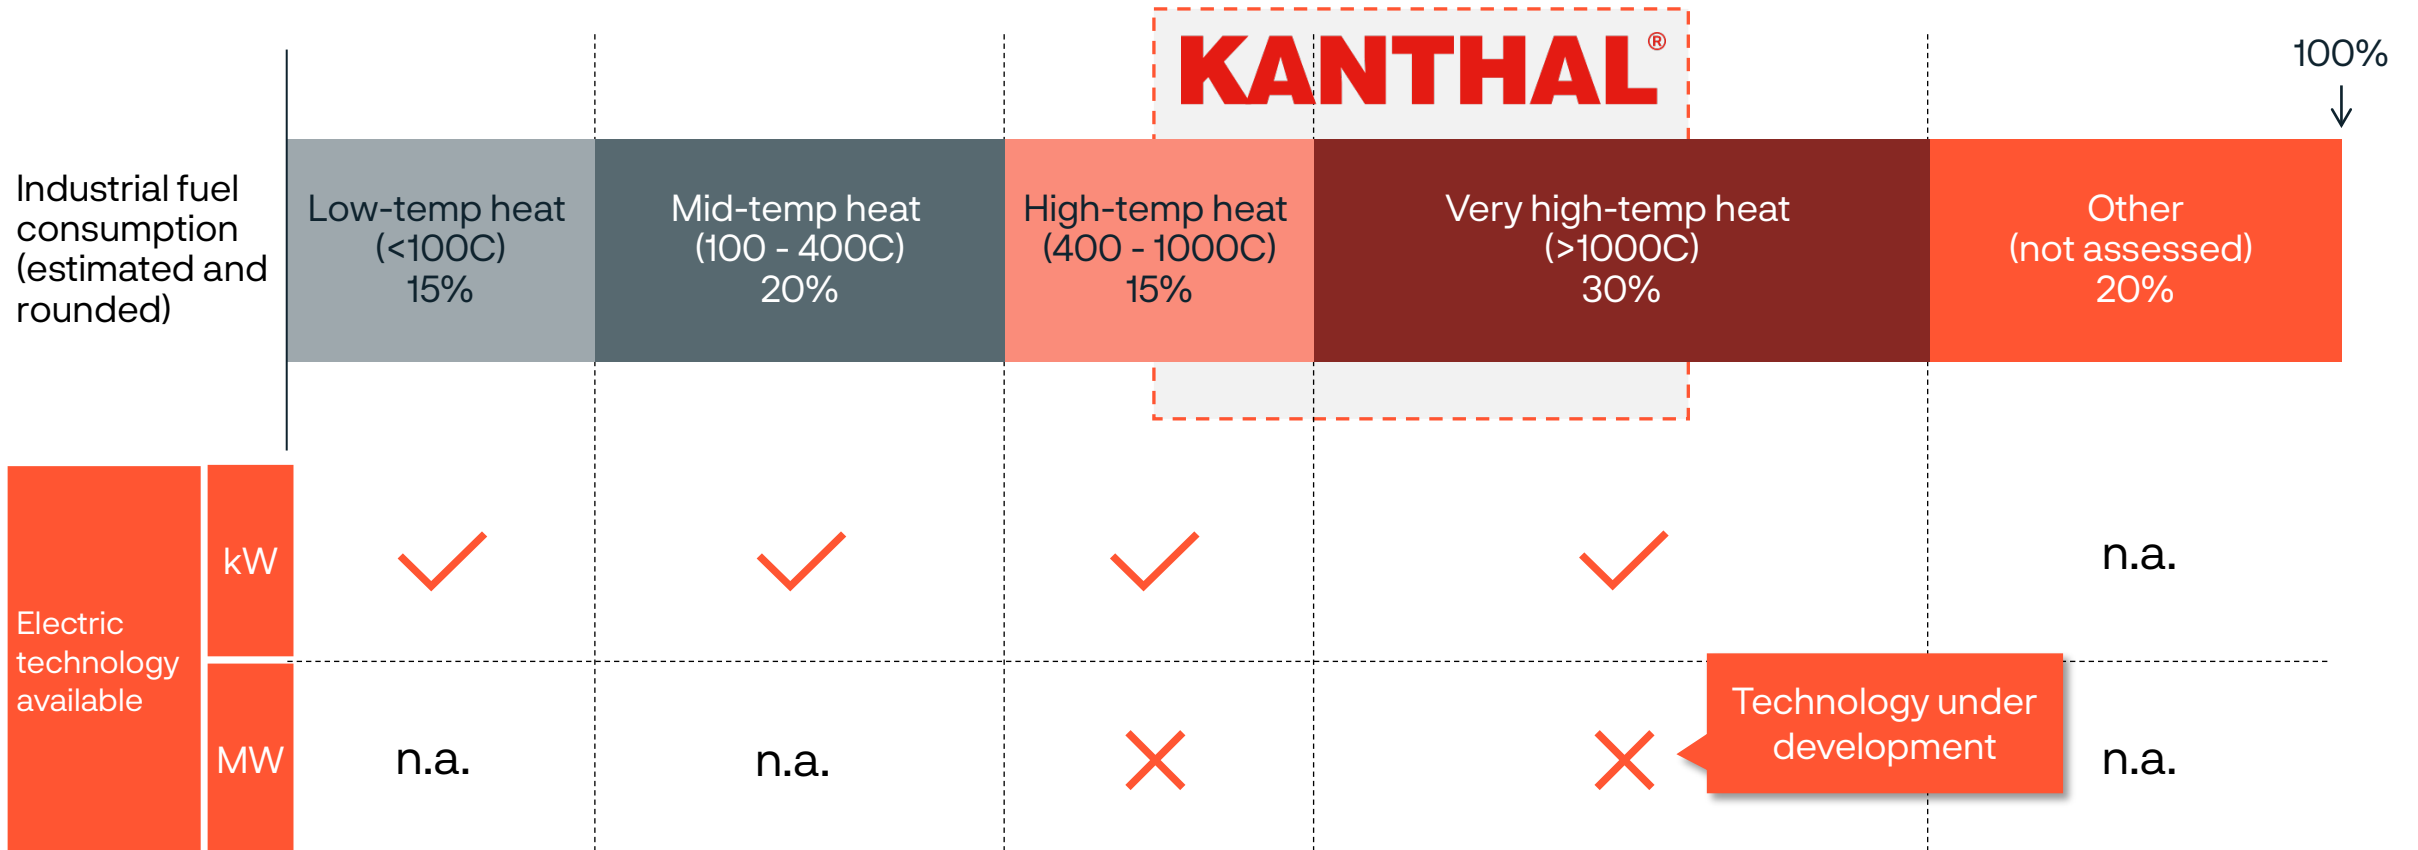 KANTHAL®
100%
Industrial fuel
consumption
(estimated and
rounded)
Low-temp heat
(<100C)
15%
Mid-temp heat
(100 - 400C)
20%
High-temp heat
(400 - 1000C)
15%
Very high-temp heat
(>1000C)
30%
Other
(not assessed)
20%
Electric
technology
available
kW
n.a.
MW
n.a.
n.a.
Technology under
development
n.a.